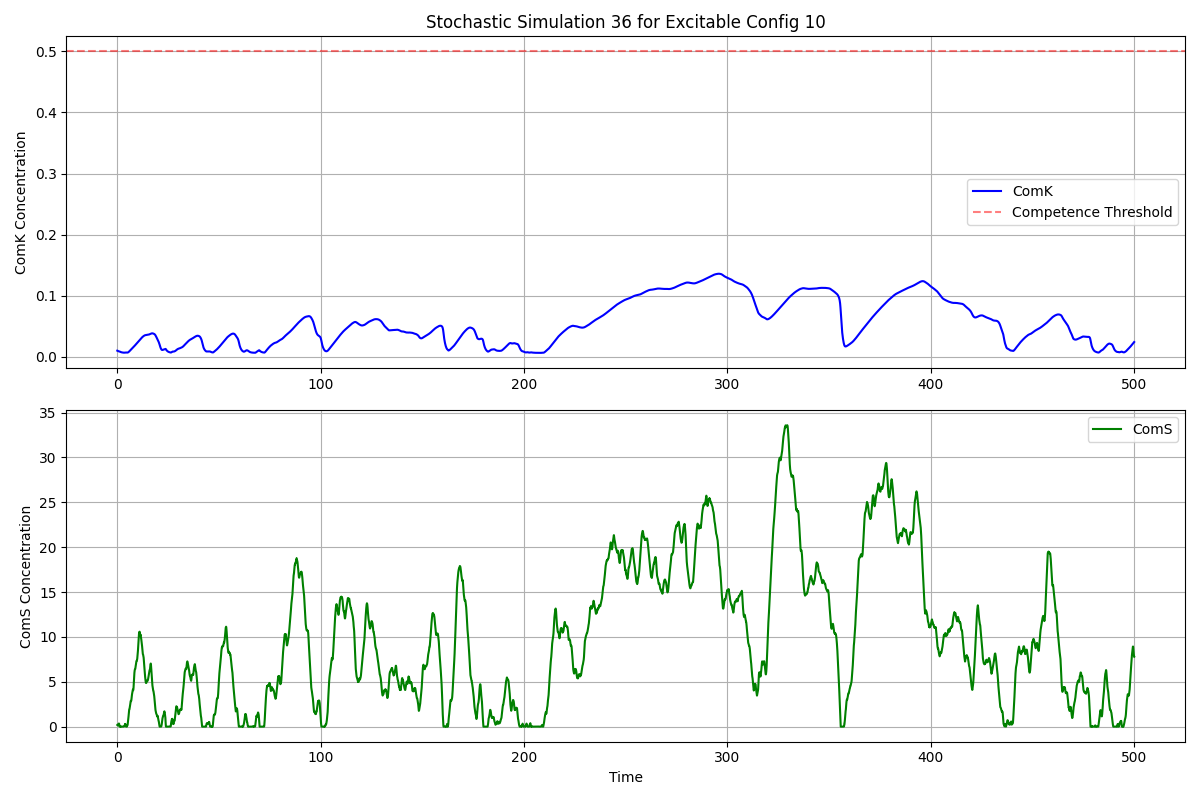 Stochastic Simulation 36 for Excitable Config 10
ComK Concentration
0.5
0.4
0.3
0.2
0.1
0.0
ComK
Competence Threshold
0 100 200 300 400 500
ComS Concentration
35
30
25
20
15
10
5
0
ComS
0 100 200 300 400 500
Time